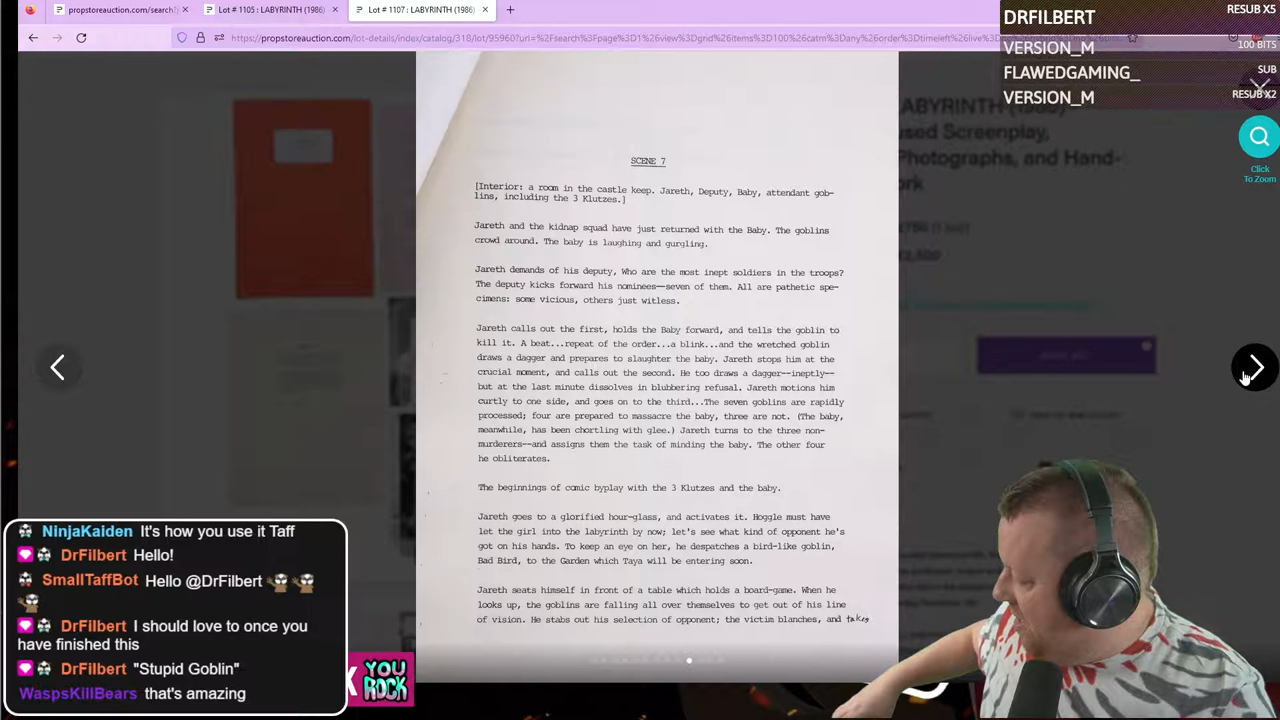 propstoreauction.com/search?
Lot # 1105 : LABYRINTH (1986)
Lot # 1107 : LABYRINTH (1986)
DRFILBERT
RESUB X5
VERSION_M
100 BITS
FLAWEDGAMING_
SUB
VERSION_M
RESUB X2
Click
To Zoom
LABYRINTH
used Screenplay,
Photographs, and Hand-
SCENE 7
[Interior: a room in the castle keep. Jareth, Deputy, Baby, attendant gob-
lins, including the 3 Klutzes.]
Jareth and the kidnap squad have just returned with the Baby. The goblins
crowd around. The baby is laughing and gurgling.
Jareth demands of his deputy, Who are the most inept soldiers in the troops?
The deputy kicks forward his nominees--seven of them. All are pathetic spe-
cimens: some vicious, others just witless.
Jareth calls out the first, holds the Baby forward, and tells the goblin to
kill it. A beat...repeat of the order...a blink...and the wretched goblin
draws a dagger and prepares to slaughter the baby. Jareth stops him at the
crucial moment, and calls out the second. He too draws a dagger--ineptly--
but at the last minute dissolves in blubbering refusal. Jareth motions him
curtly to one side, and goes on to the third...The seven goblins are rapidly
processed; four are prepared to massacre the baby, three are not. (The baby,
meanwhile, has been chortling with glee.) Jareth turns to the three non-
murderers--and assigns them the task of minding the baby. The other four
he obliterates.
The beginnings of comic byplay with the 3 Klutzes and the baby.
Jareth goes to a glorified hour-glass, and activates it. Hoggle must have
let the girl into the labyrinth by now; let's see what kind of opponent he's
got on his hands. To keep an eye on her, he despatches a bird-like goblin,
Bad Bird, to the Garden which Taya will be entering soon.
Jareth seats himself in front of a table which holds a board-game. When he
looks up, the goblins are falling all over themselves to get out of his line
of vision. He stabs out his selection of opponent; the victim blanches, and takes
NinjaKaiden It's how you use it Taff
DrFilbert Hello!
SmallTaffBot Hello @DrFilbert
DrFilbert I should love to once you
have finished this
DrFilbert "Stupid Goblin"
WaspsKillBears that's amazing
YOU
ROCK